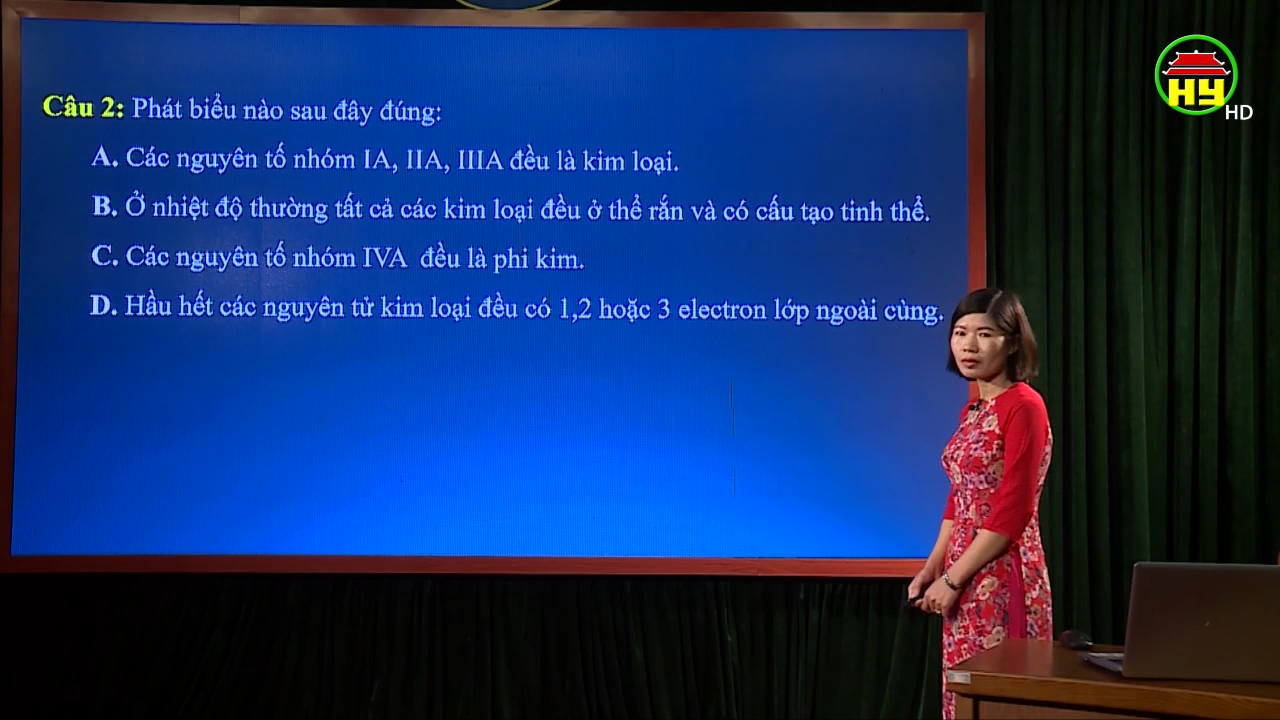 Câu 2: Phát biểu nào sau đây đúng:
A. Các nguyên tố nhóm IA, IIA, IIIA đều là kim loại.
B. Ở nhiệt độ thường tất cả các kim loại đều ở thể rắn và có cấu tạo tinh thể.
C. Các nguyên tố nhóm IVA đều là phi kim.
D. Hầu hết các nguyên tử kim loại đều có 1,2 hoặc 3 electron lớp ngoài cùng.
HY
HD